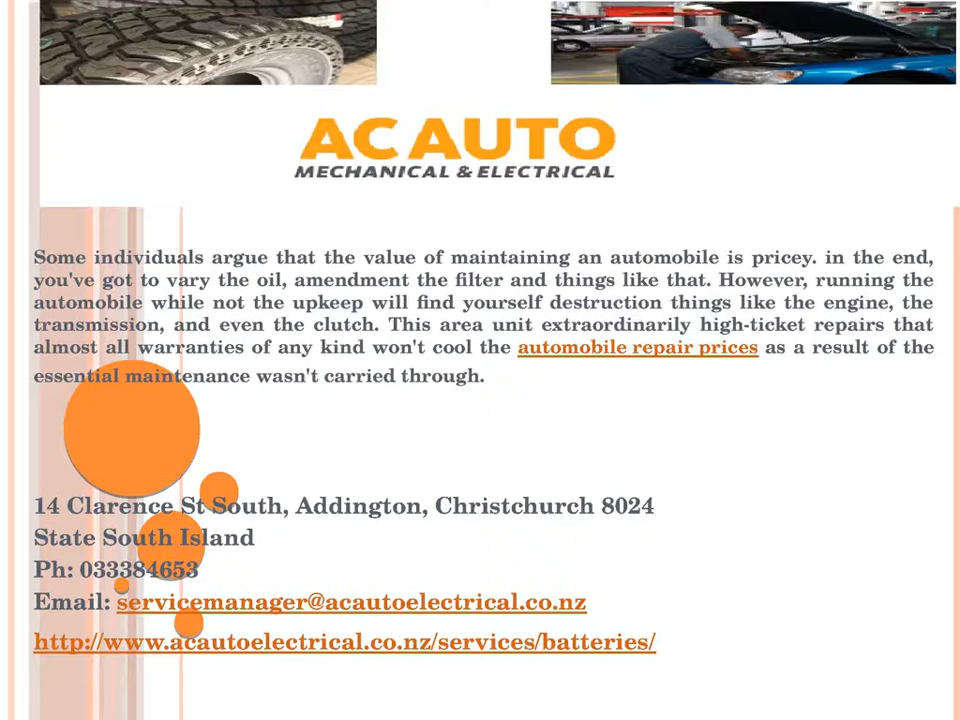 AC AUTO
MECHANICAL & ELECTRICAL
Some individuals argue that the value of maintaining an automobile is pricey. in the end,
you've got to vary the oil, amendment the filter and things like that. However, running the
automobile while not the upkeep will find yourself destruction things like the engine, the
transmission, and even the clutch. This area unit extraordinarily high-ticket repairs that
almost all warranties of any kind won't cool the automobile repair prices as a result of the
essential maintenance wasn't carried through.
14 Clarence St South, Addington, Christchurch 8024
State South Island
Ph: 033384653
Email: servicemanager@acautoelectrical.co.nz
http://www.acautoelectrical.co.nz/services/batteries/